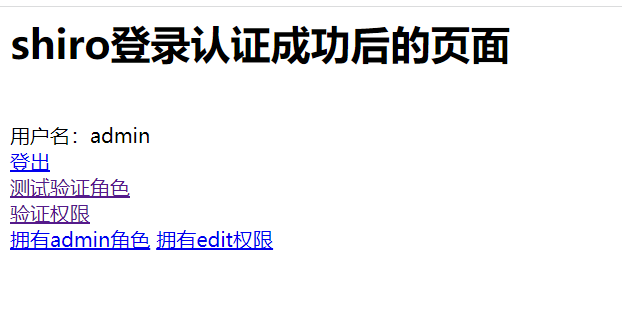 shiro登录认证成功后的页面
用户名：admin
登出
测试验证角色
验证权限
拥有admin角色 拥有edit权限